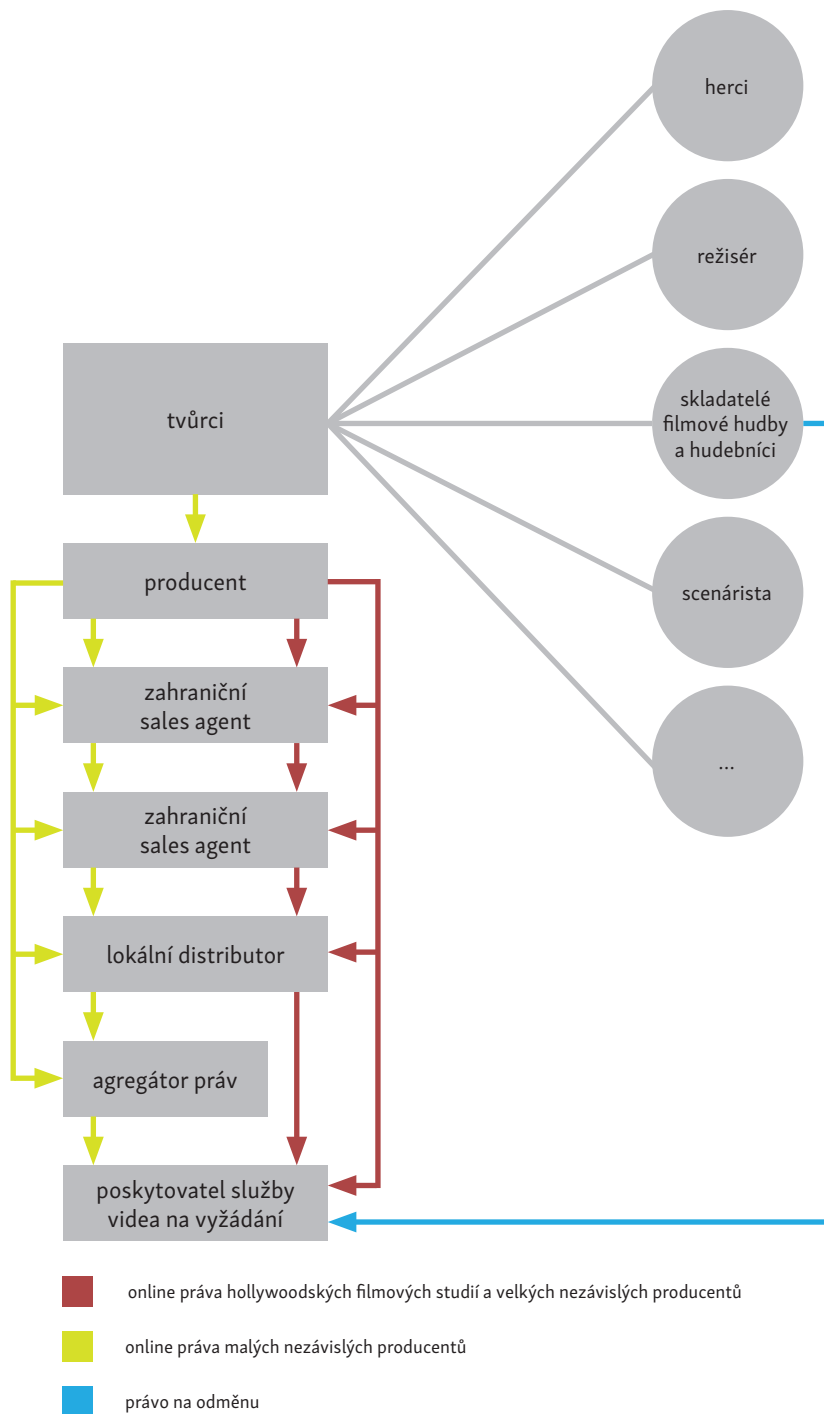 herci
režisér
skladatelé
filmové hudby
a hudebníci
scenárista
...
tvůrci
producent
zahraniční
sales agent
zahraniční
sales agent
lokální distributor
agregátor práv
poskytovatel služby
videa na vyžádání
online práva hollywoodských filmových studií a velkých nezávislých producentů
online práva malých nezávislých producentů
právo na odměnu